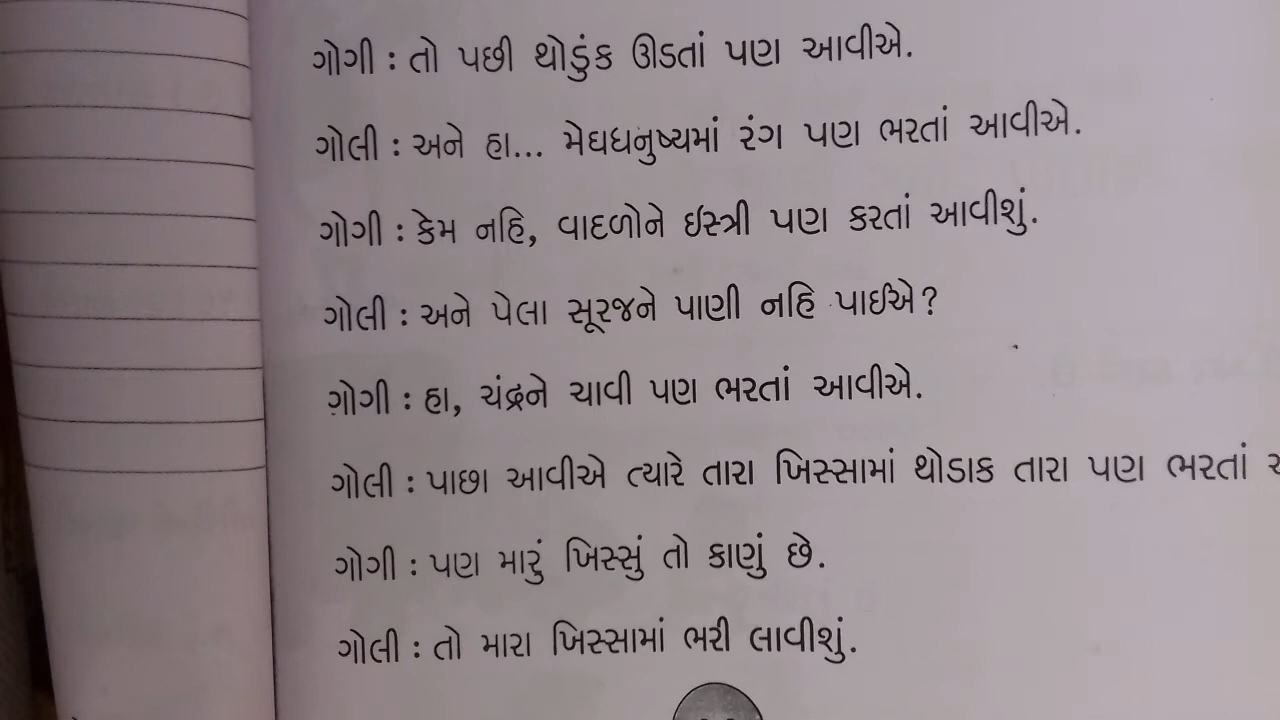 ગોગી : તો પછી થોડુંક ઊડતાં પણ આવીએ.
ગોલી : અને હા... મેઘધનુષ્યમાં રંગ પણ ભરતાં આવીએ.
ગોગી : કેમ નહિ, વાદળોને ઈસ્ત્રી પણ કરતાં આવીશું.
ગોલી : અને પેલા સૂરજને પાણી નહિ પાઈએ?
ગોગી : હા, ચંદ્રને ચાવી પણ ભરતાં આવીએ.
ગોલી : પાછા આવીએ ત્યારે તારા ખિસ્સામાં થોડાક તારા પણ ભરતાં
ગોગી : પણ મારું ખિસ્સું તો કાણું છે.
ગોલી : તો મારા ખિસ્સામાં ભરી લાવીશું.